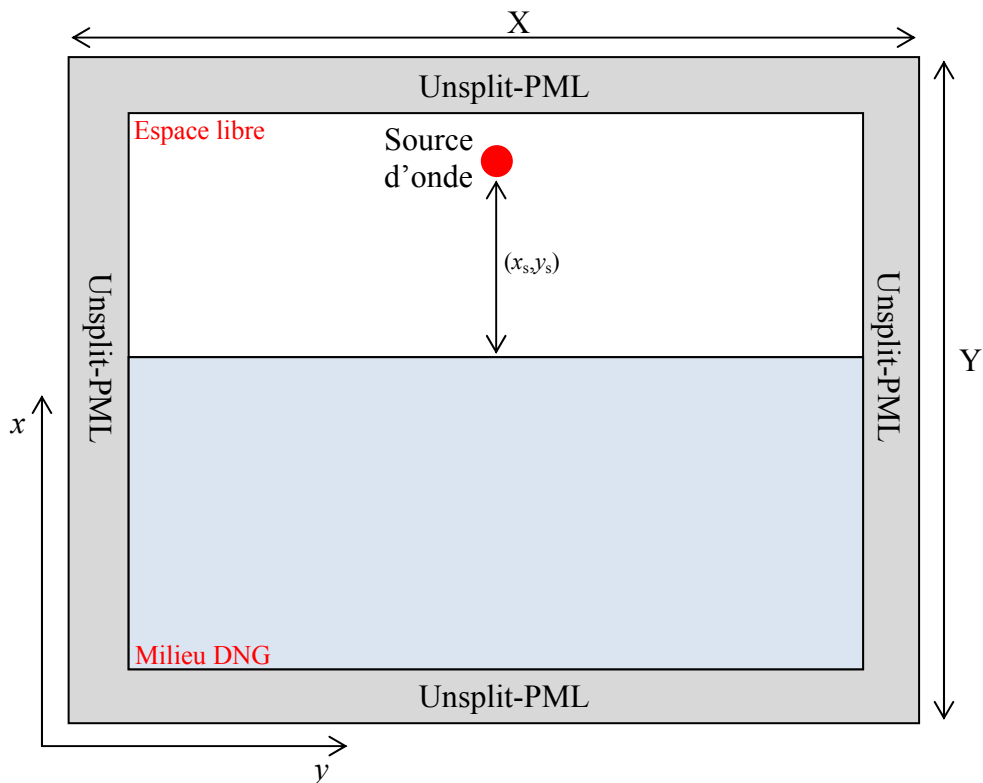 X
Unsplit-PML
Espace libre
Source
d’onde
(xs,ys)
Unsplit-PML
Unsplit-PML
Y
x
Milieu DNG
Unsplit-PML
y